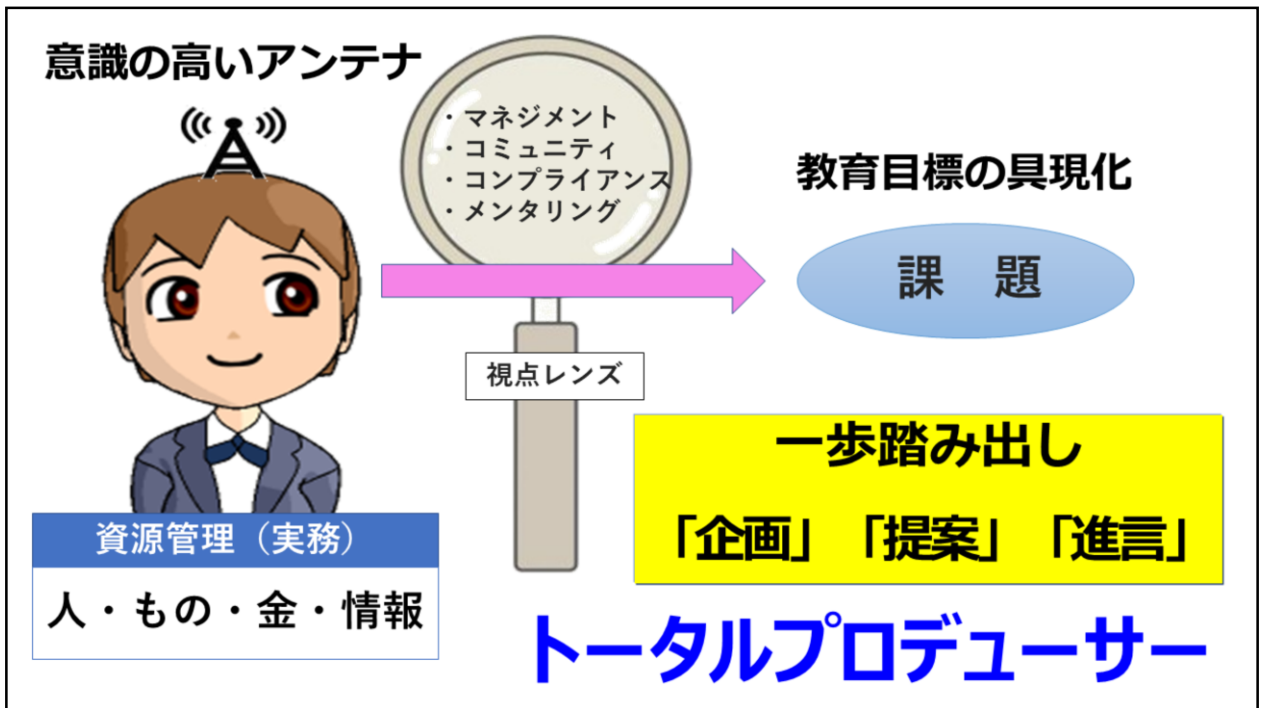 意識の高いアンテナ
・マネジメント
・コミュニティ
・コンプライアンス
・メンタリング
教育目標の具現化
課　題
視点レンズ
資源管理（実務）
人・もの・金・情報
一歩踏み出し
「企画」「提案」「進言」
トータルプロデューサー